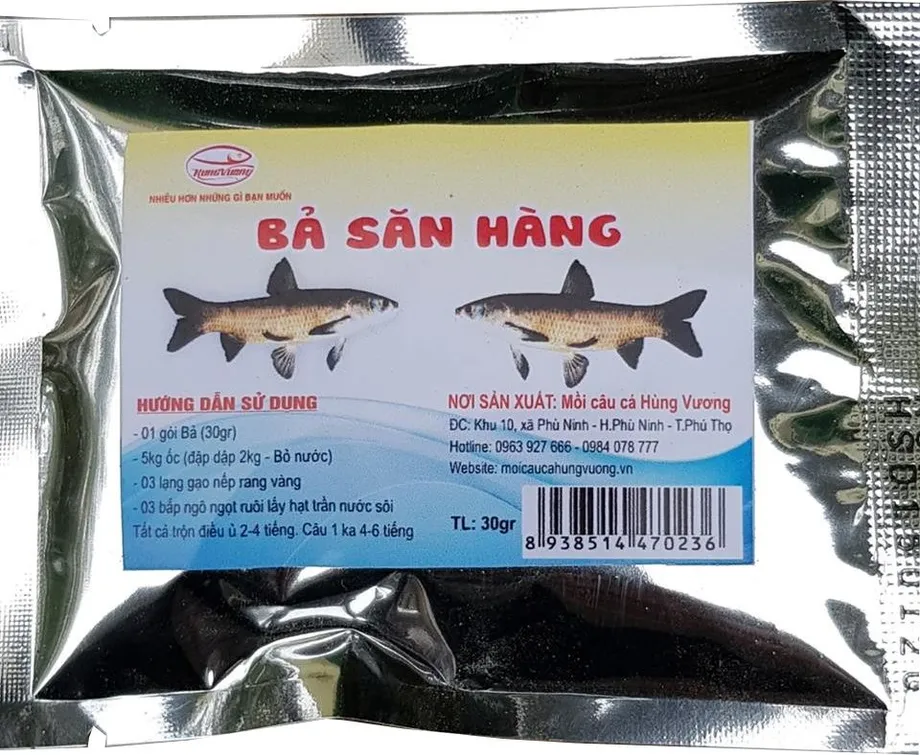 HungVuong
NHIỀU HƠN NHỮNG GÌ BẠN MUỐN
BẢ SĂN HÀNG
HƯỚNG DẪN SỬ DỤNG
- 01 gói Bả (30gr)
- 5kg ốc (đập dập 2kg - Bỏ nước)
- 03 lạng gạo nếp rang vàng
- 03 bắp ngô ngọt ruôi lấy hạt trần nước sôi
Tất cả trộn điều ủ 2-4 tiếng. Câu 1 ka 4-6 tiếng
NƠI SẢN XUẤT: Mồi câu cá Hùng Vương
ĐC: Khu 10, xã Phù Ninh - H.Phù Ninh - T.Phú Thọ
Hotline: 0963 927 666 - 0984 078 777
Website: moicaucahungvuong.vn
TL: 30gr
8 938514 470236